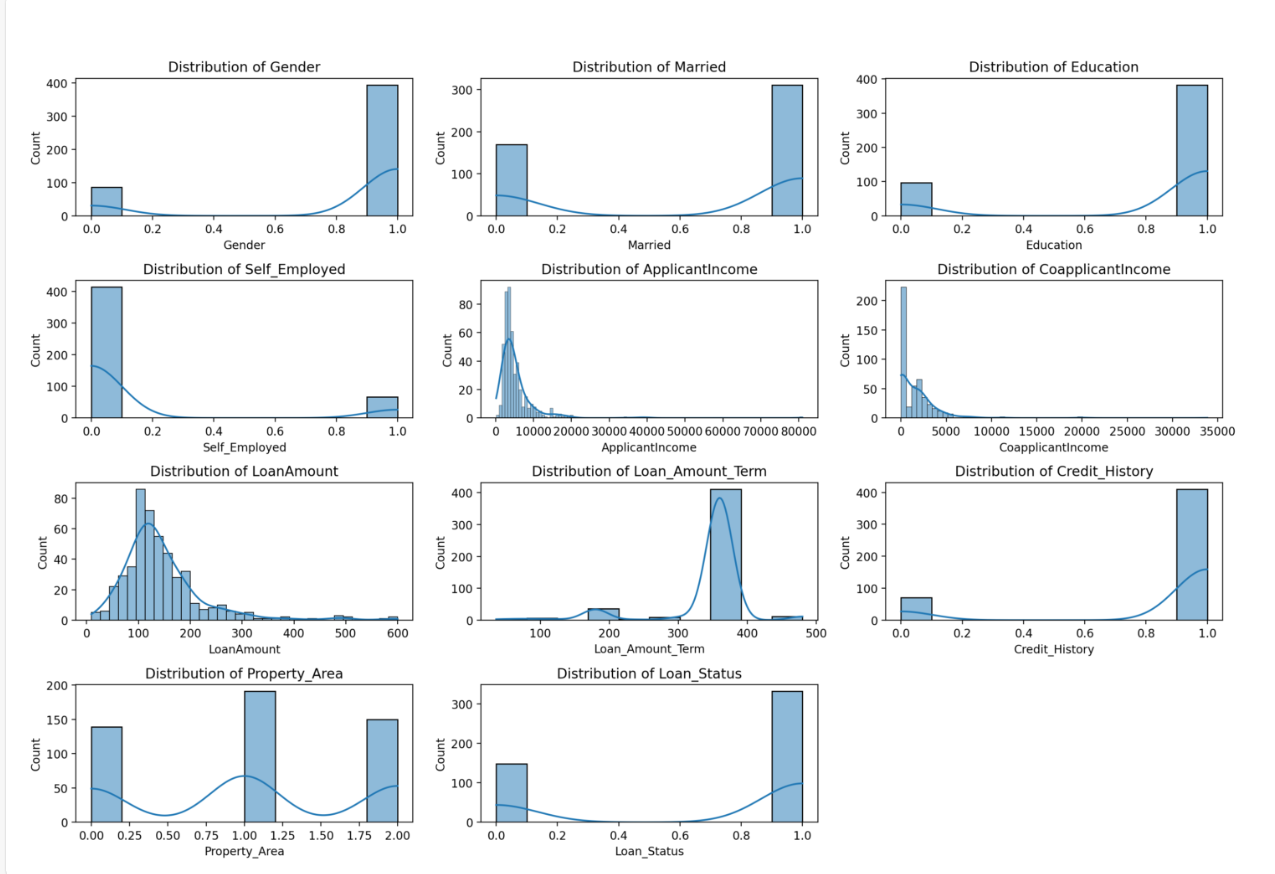 Distribution of Gender
Distribution of Married
Distribution of Education
400
300
200
100
0
Count
0.0 0.2 0.4 0.6 0.8 1.0
Gender
300
200
100
0
Count
0.0 0.2 0.4 0.6 0.8 1.0
Married
400
300
200
100
0
Count
0.0 0.2 0.4 0.6 0.8 1.0
Education
Distribution of Self_Employed
Distribution of ApplicantIncome
Distribution of CoapplicantIncome
400
300
200
100
0
Count
0.0 0.2 0.4 0.6 0.8 1.0
Self_Employed
80
60
40
20
0
Count
0 10000 20000 30000 40000 50000 60000 70000 80000
ApplicantIncome
200
150
100
50
0
Count
0 5000 10000 15000 20000 25000 30000 35000
CoapplicantIncome
Distribution of LoanAmount
Distribution of Loan_Amount_Term
Distribution of Credit_History
80
60
40
20
0
Count
0 100 200 300 400 500 600
LoanAmount
400
300
200
100
0
Count
100 200 300 400 500
Loan_Amount_Term
400
300
200
100
0
Count
0.0 0.2 0.4 0.6 0.8 1.0
Credit_History
Distribution of Property_Area
Distribution of Loan_Status
200
150
100
50
0
Count
0.00 0.25 0.50 0.75 1.00 1.25 1.50 1.75 2.00
Property_Area
300
200
100
0
Count
0.0 0.2 0.4 0.6 0.8 1.0
Loan_Status